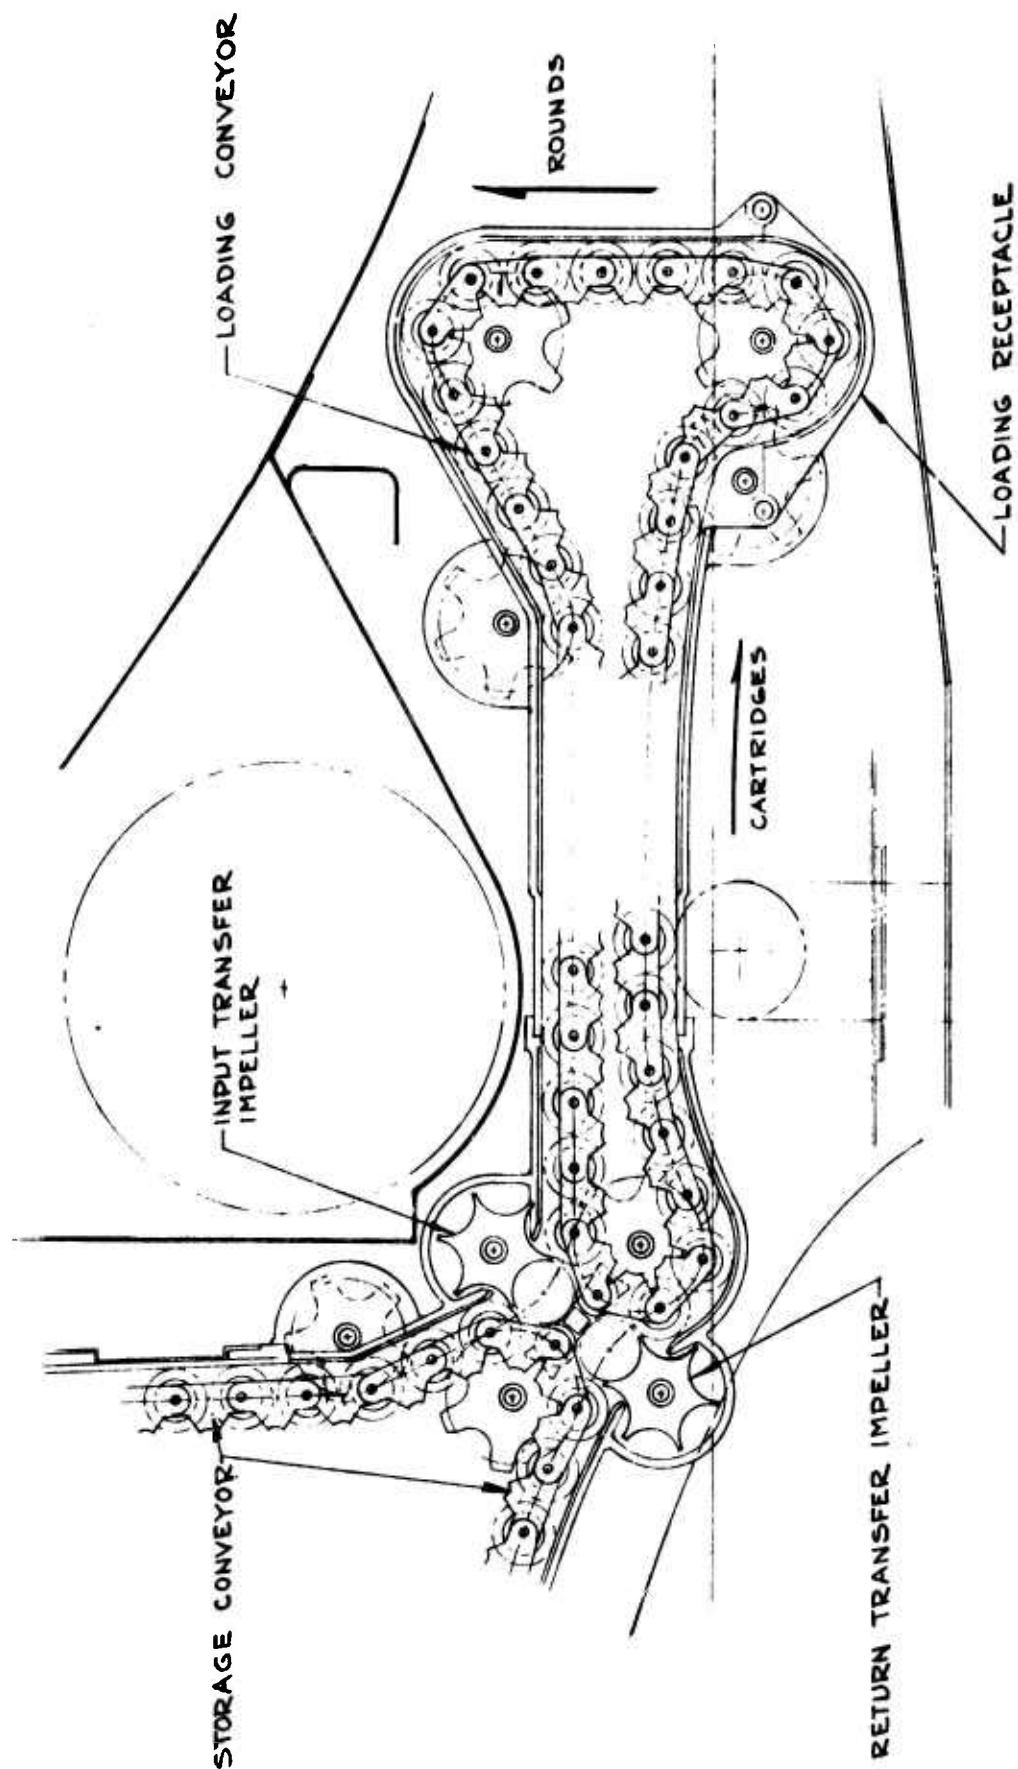 LOADING CONVEYOR
ROUNDS
LOADING RECEPTACLE
CARTRIDGES
INPUT TRANSFER
IMPELLER
STORAGE CONVEYOR
RETURN TRANSFER IMPELLER